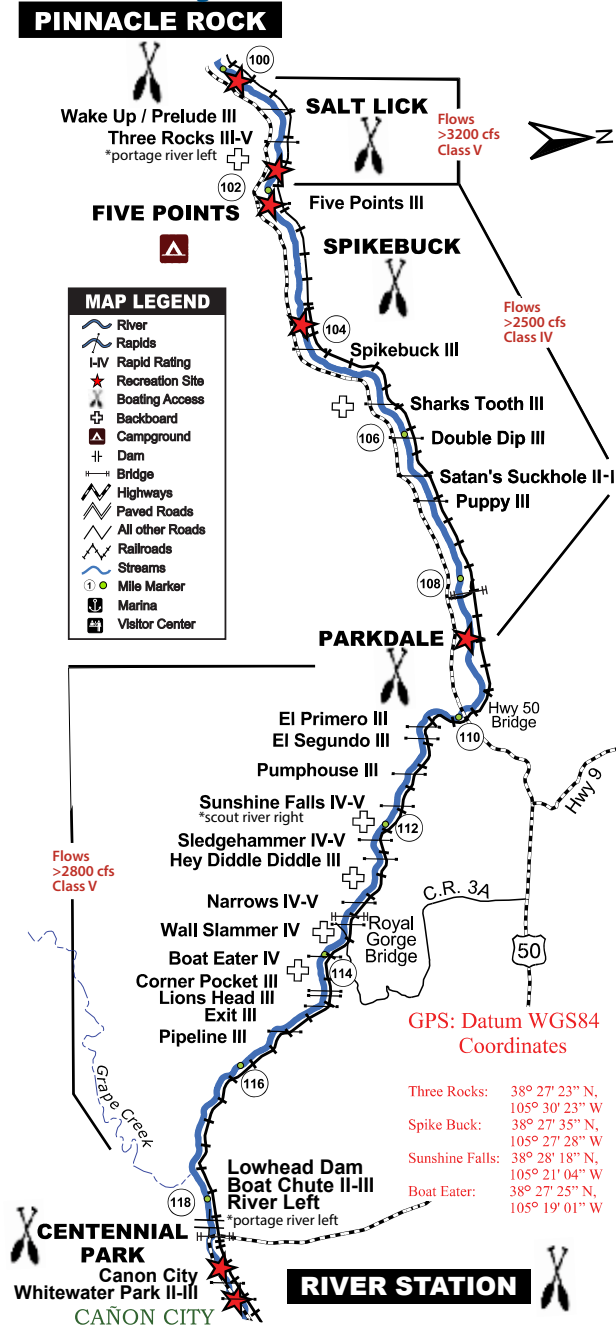 PINNACLE ROCK
100
Wake Up / Prelude III
SALT LICK
Flows
>3200 cfs
Class V
Three Rocks III-V
*portage river left
N
102
FIVE POINTS
Five Points III
SPIKEBUCK
MAP LEGEND
River
Rapids
I-IV Rapid Rating
Recreation Site
Boating Access
Backboard
Campground
Dam
Bridge
Highways
Paved Roads
All other Roads
Railroads
Streams
1 Mile Marker
Marina
Visitor Center
104
Flows
>2500 cfs
Class IV
Spikebuck III
Sharks Tooth III
106
Double Dip III
Satan's Suckhole II-I
Puppy III
108
PARKDALE
Hwy 50
Bridge
110
El Primero III
El Segundo III
Pumphouse III
Hwy 9
Sunshine Falls IV-V
*scout river right
112
Sledgehammer IV-V
Hey Diddle Diddle III
Flows
>2800 cfs
Class V
C.R. 3A
Narrows IV-V
Wall Slammer IV
Royal
Gorge
Bridge
50
Boat Eater IV
114
Corner Pocket III
Lions Head III
Exit III
Pipeline III
GPS: Datum WGS84
Coordinates
116
Grape Creek
Three Rocks: 38° 27' 23” N,
105° 30' 23” W
Spike Buck: 38° 27' 35” N,
105° 27' 28” W
Sunshine Falls: 38° 28' 18” N,
105° 21' 04” W
Boat Eater: 38° 27' 25” N,
105° 19' 01” W
118
Lowhead Dam
Boat Chute II-III
River Left
*portage river left
CENTENNIAL
PARK
Canon City
Whitewater Park II-III
CAÑON CITY
RIVER STATION